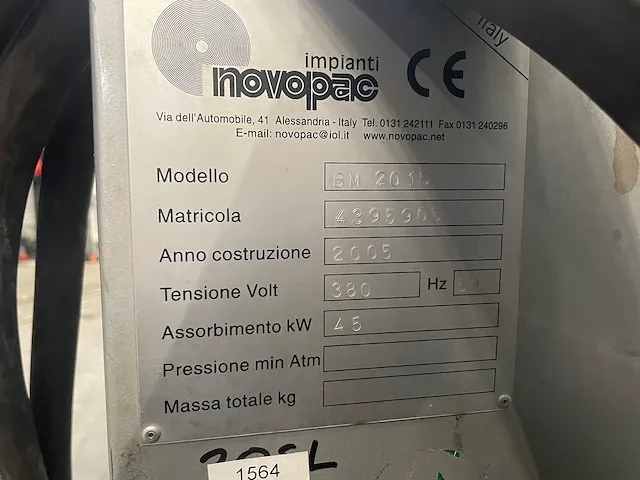 Italy
impianti
novopac CE
Via dell'Automobile, 41 Alessandria - Italy Tel. 0131 242111 Fax 0131 240296
E-mail: novopac@iol.it www.novopac.net
Modello
Matricola
Anno costruzione 2005
Tensione Volt 380 Hz
Assorbimento kW 45
Pressione min Atm
Massa totale kg
1564